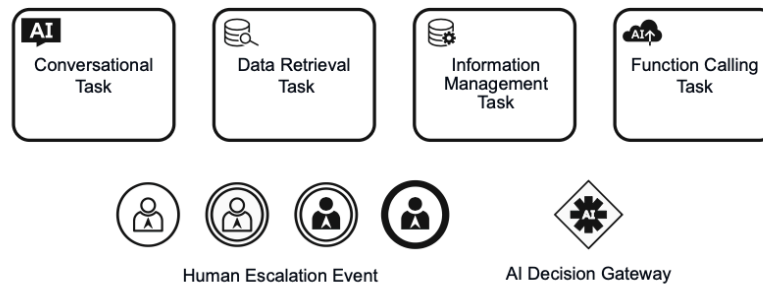 AI
Conversational
Task
Data Retrieval
Task
Information
Management
Task
AI
Function Calling
Task
AI
Human Escalation Event
AI Decision Gateway